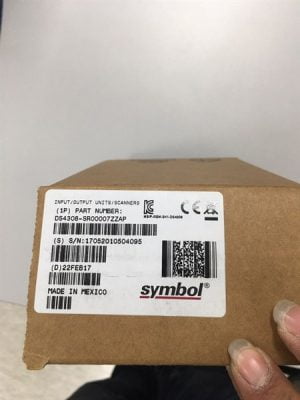 INPUT/OUTPUT UNITS/SCANNERS
(1P) PART NUMBER:
DS4308-SR00007ZZAP
(S) S/N:17052010504095
(D)22FEB17
MADE IN MEXICO
symbol®